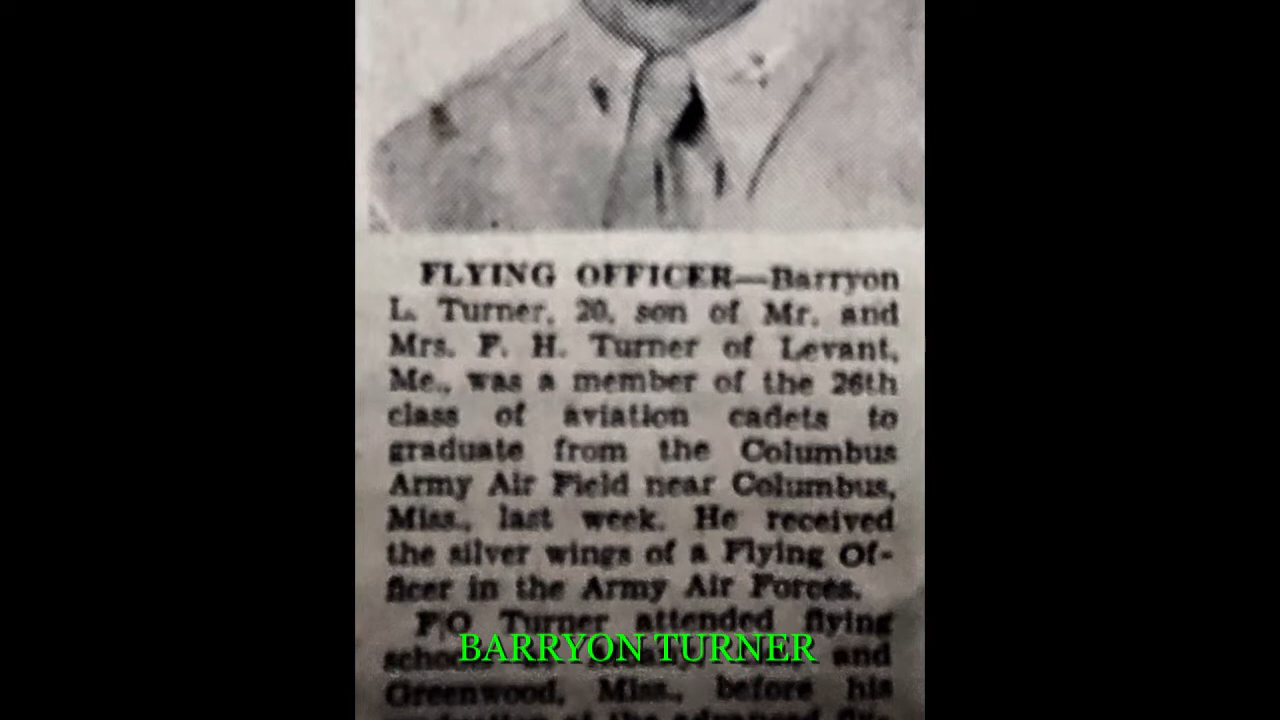 FLYING OFFICER—Barryon
L. Turner, 20, son of Mr. and
Mrs. F. H. Turner of Levant,
Me., was a member of the 26th
class of aviation cadets to
graduate from the Columbus
Army Air Field near Columbus,
Miss., last week. He received
the silver wings of a Flying Of-
ficer in the Army Air Forces.
F|O Turner attended flying
BARRYON TURNER
and
Greenwood, Miss., before his